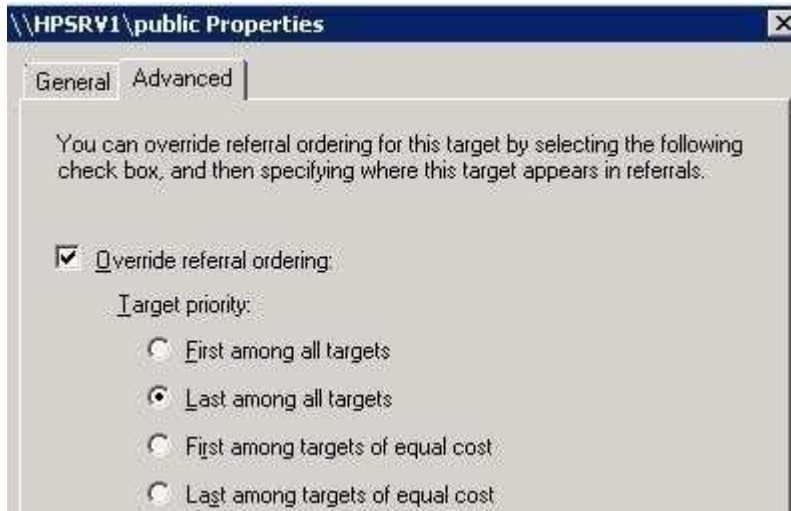 \\HPSRV1\public Properties
General Advanced
You can override referral ordering for this target by selecting the following
check box, and then specifying where this target appears in referrals.
Override referral ordering:
Target priority:
First among all targets
Last among all targets
First among targets of equal cost
Last among targets of equal cost